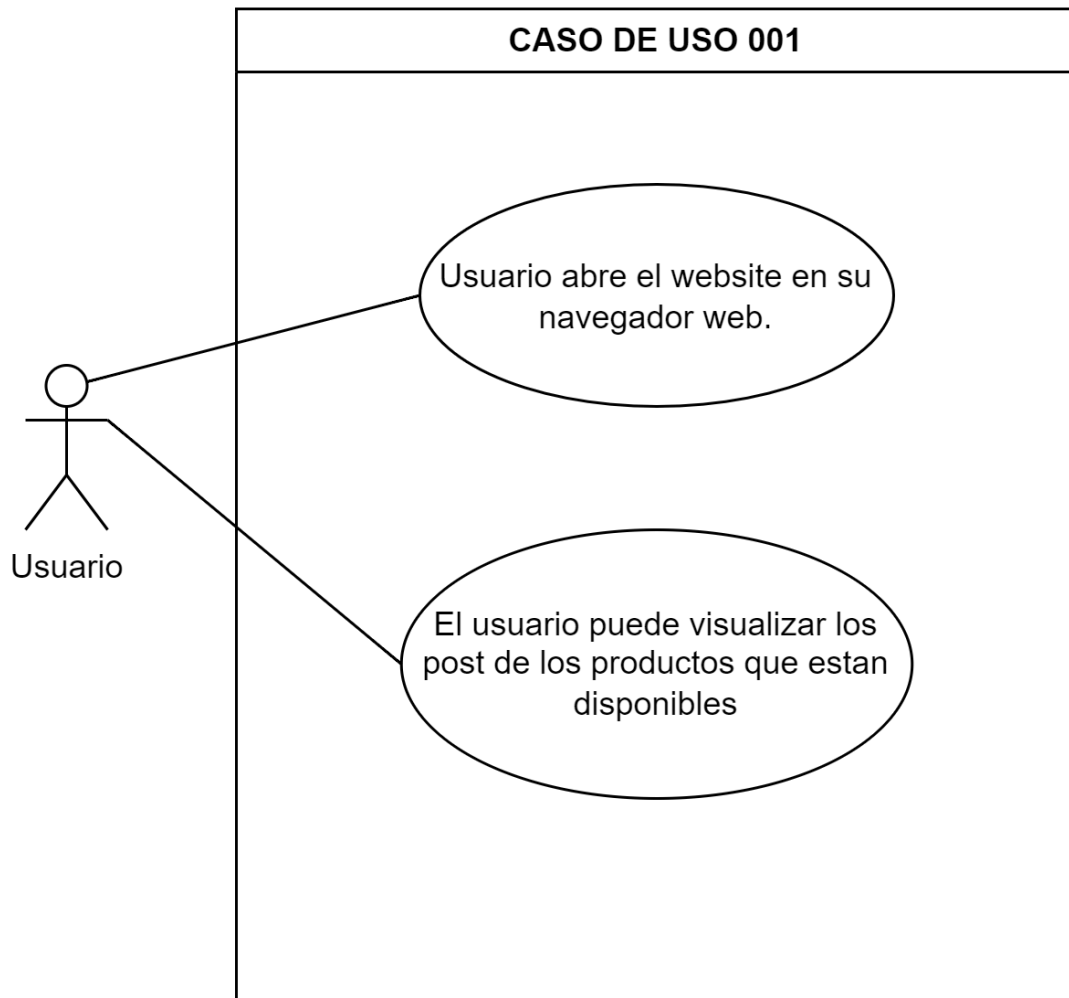 CASO DE USO 001
Usuario abre el website en su
navegador web.
Usuario
El usuario puede visualizar los
post de los productos que estan
disponibles